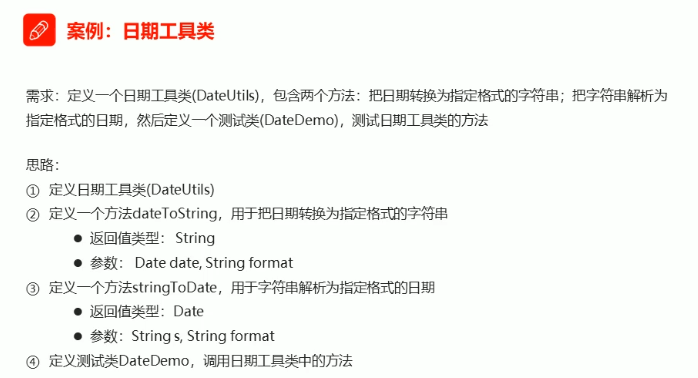 案例：日期工具类
需求：定义一个日期工具类(DateUtils)，包含两个方法：把日期转换为指定格式的字符串；把字符串解析为
指定格式的日期，然后定义一个测试类(DateDemo)，测试日期工具类的方法
思路：
① 定义日期工具类(DateUtils)
② 定义一个方法dateToString，用于把日期转换为指定格式的字符串
● 返回值类型： String
● 参数： Date date, String format
③ 定义一个方法stringToDate，用于字符串解析为指定格式的日期
● 返回值类型：Date
● 参数：String s, String format
④ 定义测试类DateDemo，调用日期工具类中的方法